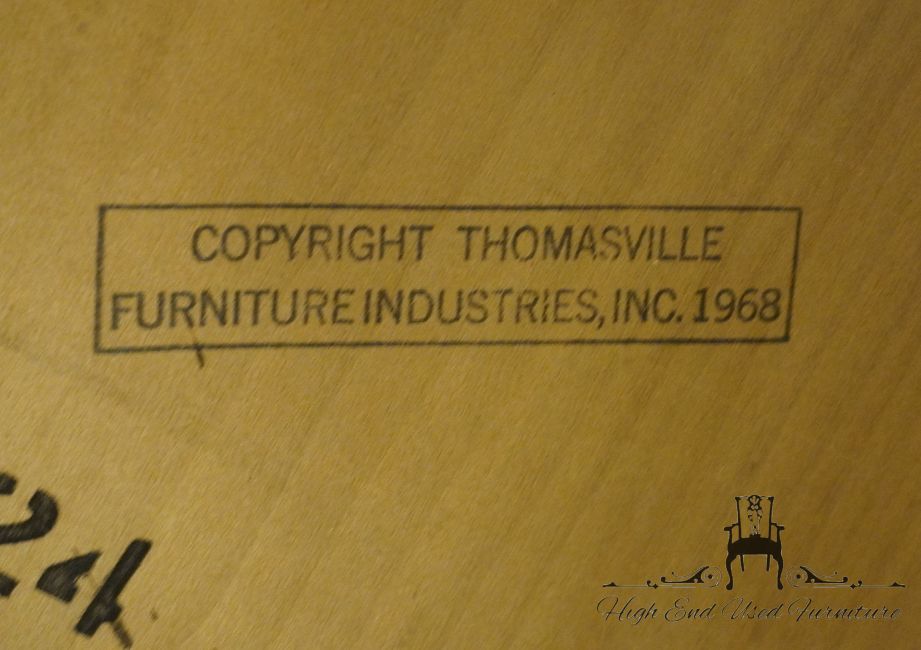 COPYRIGHT THOMASVILLE
FURNITURE INDUSTRIES, INC. 1968
24
High End Used Furniture